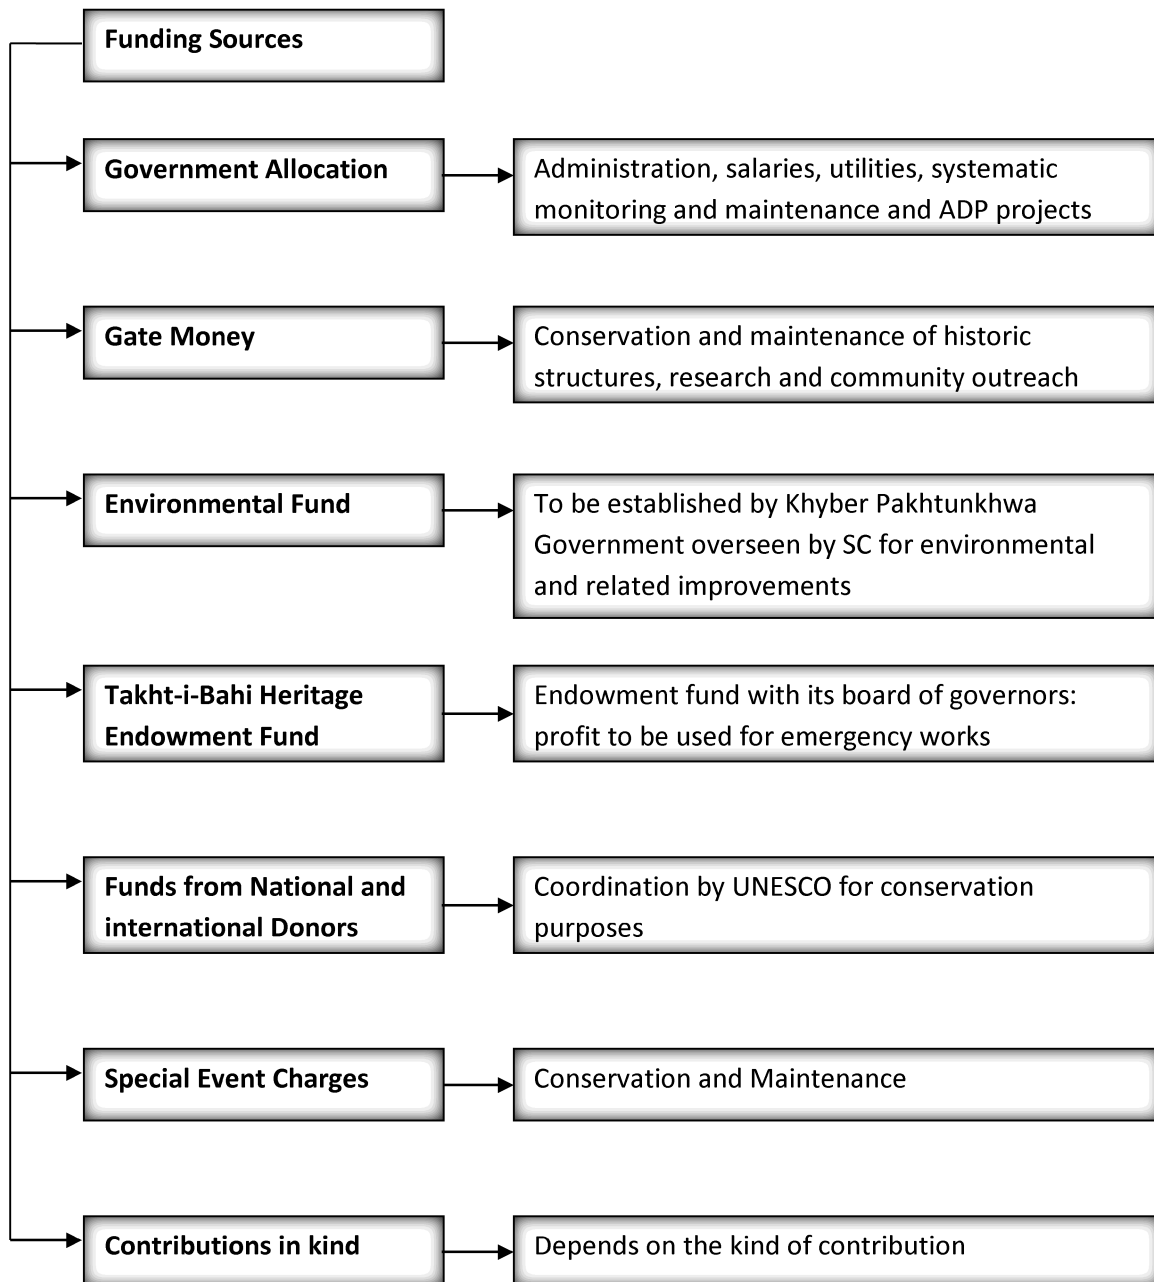 Funding Sources
Government Allocation
Administration, salaries, utilities, systematic
monitoring and maintenance and ADP projects
Gate Money
Conservation and maintenance of historic
structures, research and community outreach
Environmental Fund
To be established by Khyber Pakhtunkhwa
Government overseen by SC for environmental
and related improvements
Takht-i-Bahi Heritage
Endowment Fund
Endowment fund with its board of governors:
profit to be used for emergency works
Funds from National and
international Donors
Coordination by UNESCO for conservation
purposes
Special Event Charges
Conservation and Maintenance
Contributions in kind
Depends on the kind of contribution